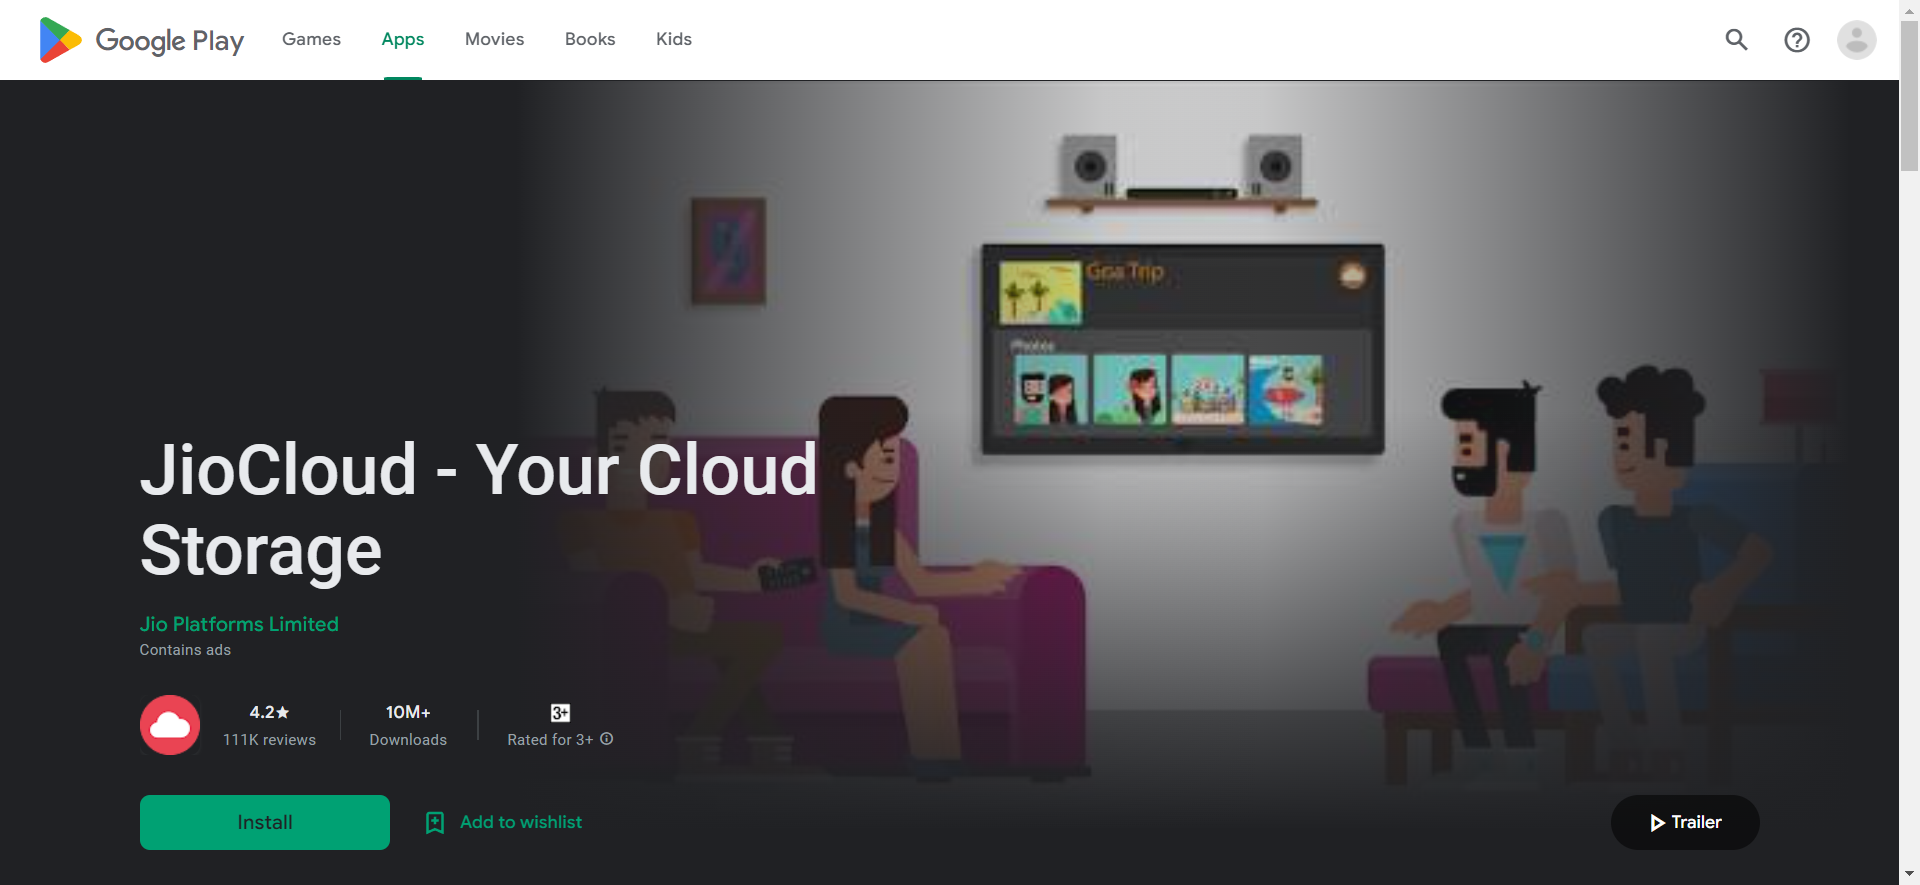 Google Play
Games
Apps
Movies
Books
Kids
Goa Trip
Photos
JioCloud - Your Cloud
Storage
Jio Platforms Limited
Contains ads
4.2★
111K reviews
10M+
Downloads
3+
Rated for 3+
Install
Add to wishlist
Trailer